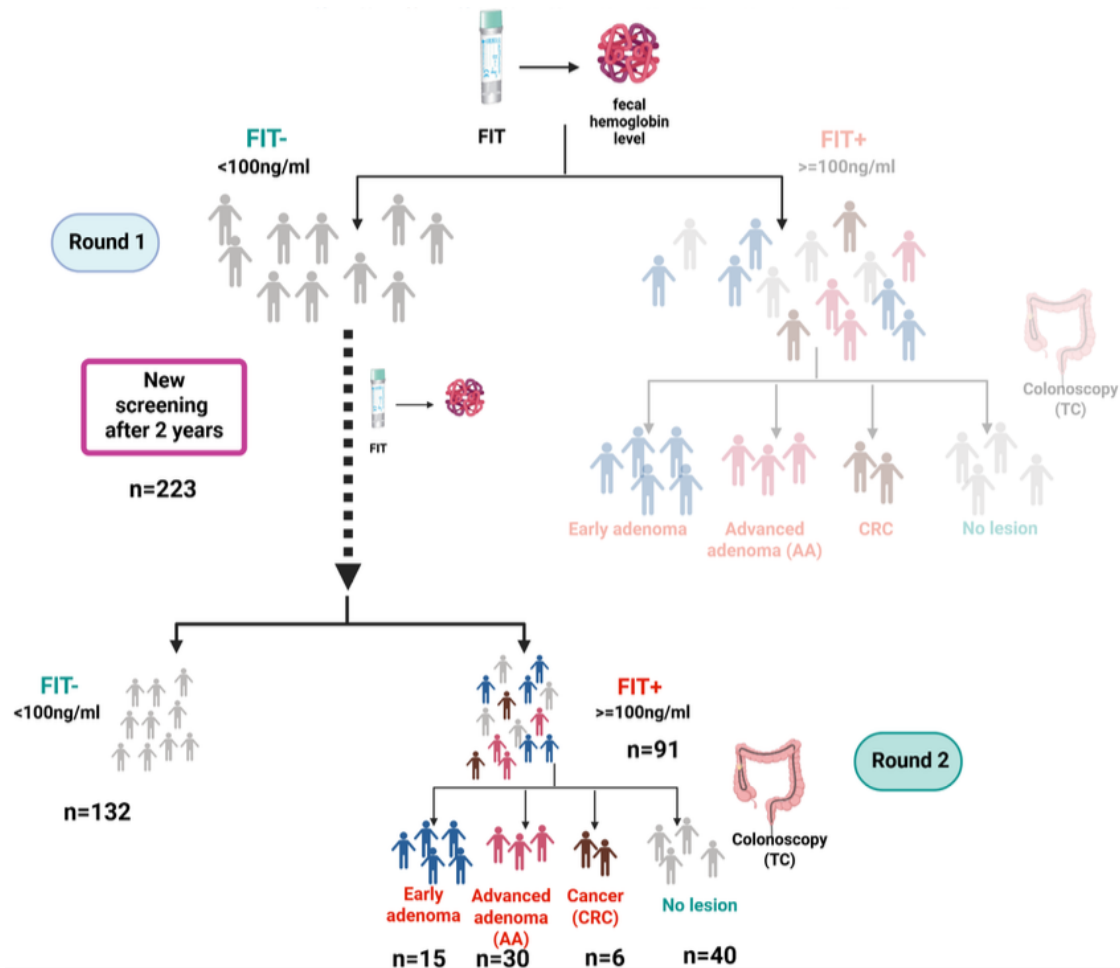 FIT
fecal
hemoglobin
level
FIT-
<100ng/ml
FIT+
>=100ng/ml
Round 1
New
screening
after 2 years
n=223
FIT
Colonoscopy
(TC)
Early adenoma
Advanced
adenoma (AA)
CRC
No lesion
FIT-
<100ng/ml
n=132
FIT+
>=100ng/ml
n=91
Round 2
Colonoscopy
(TC)
Early
adenoma
Advanced
adenoma
(AA)
Cancer
(CRC)
No lesion
n=15
n=30
n=6
n=40